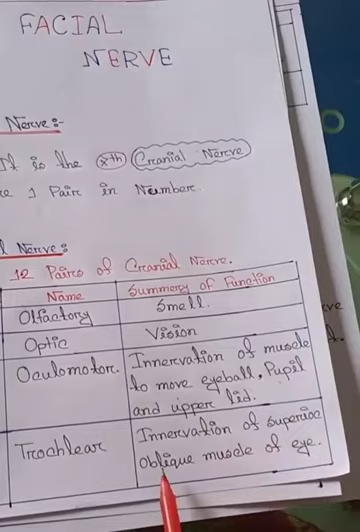 FACIAL
NERVE
Nerve :-
It is the xth Cranial Nerve
1 Pair in Number
Nerve :
12 Pairs of Cranial Nerve.
Name Summery of Function
Olfactory Smell.
Optic Vision
Oculomotor. Innervation of muscle
to move eyeball, Pupil
and upper lid.
Trochlear Innervation of superior
oblique muscle of eye.